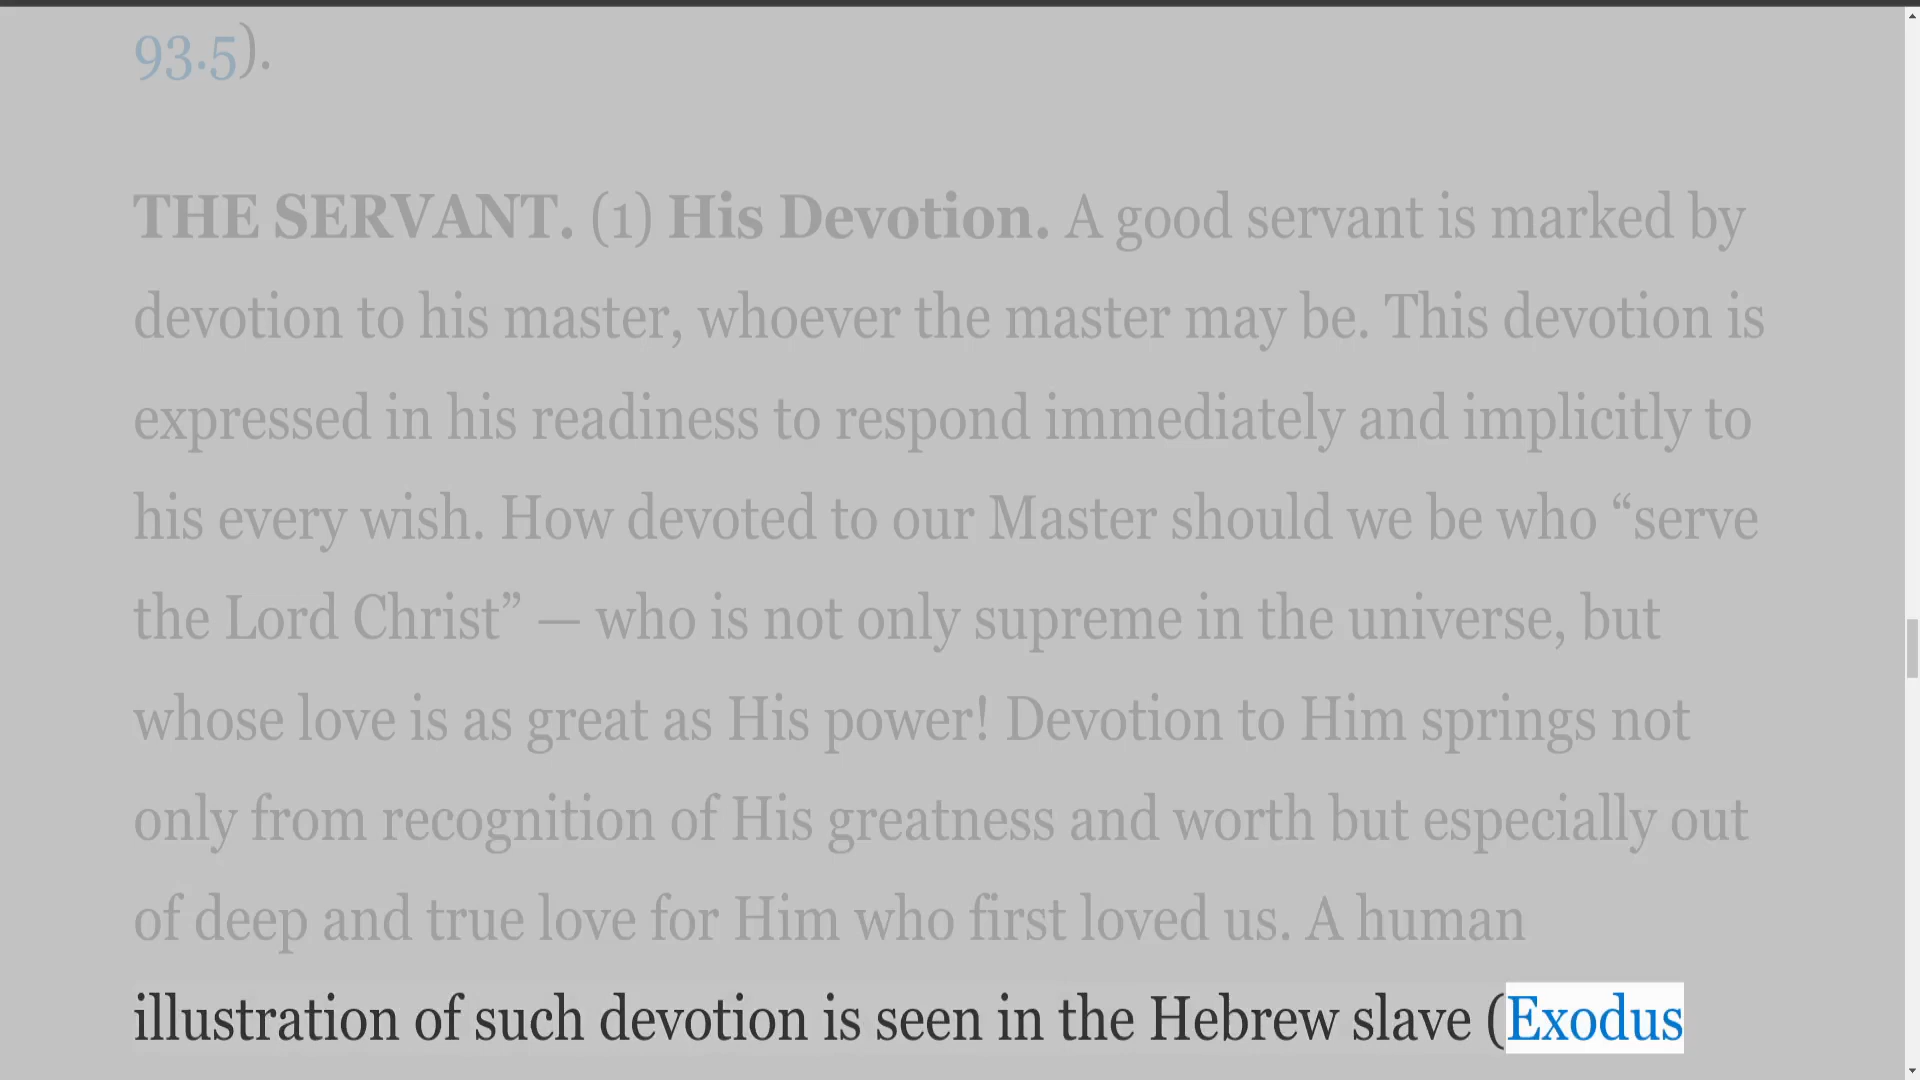 93.5).
THE SERVANT. (1) His Devotion. A good servant is marked by
devotion to his master, whoever the master may be. This devotion is
expressed in his readiness to respond immediately and implicitly to
his every wish. How devoted to our Master should we be who “serve
the Lord Christ” — who is not only supreme in the universe, but
whose love is as great as His power! Devotion to Him springs not
only from recognition of His greatness and worth but especially out
of deep and true love for Him who first loved us. A human
illustration of such devotion is seen in the Hebrew slave (Exodus